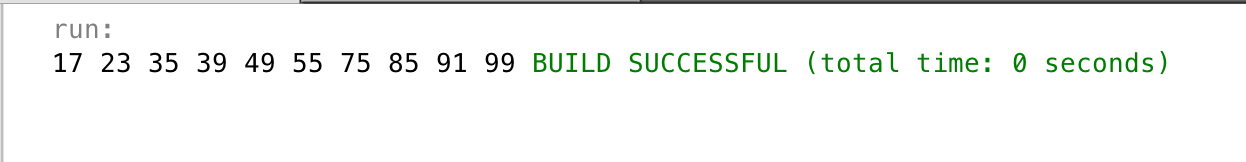 run:
17 23 35 39 49 55 75 85 91 99 BUILD SUCCESSFUL (total time: 0 seconds)